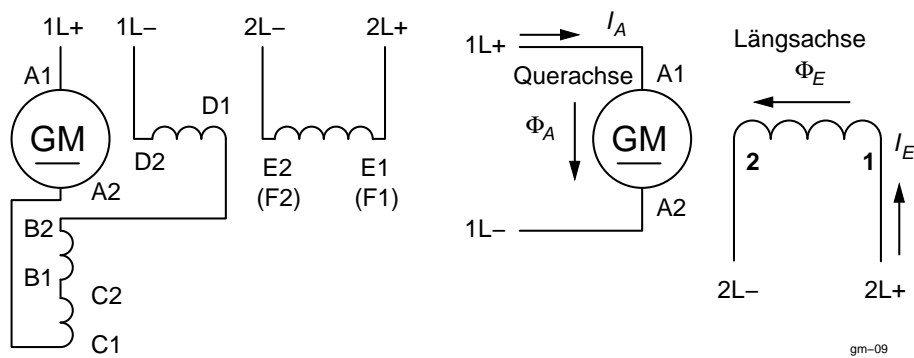 1L+ 1L− 2L− 2L+
A1
D1
GM
D2
A2
E2 E1
(F2) (F1)
B2
B1
C2
C1
I_A
1L+
Querachse
A1
Φ_A
GM
A2
1L−
Längsachse
Φ_E
2 1
I_E
2L− 2L+
gm−09